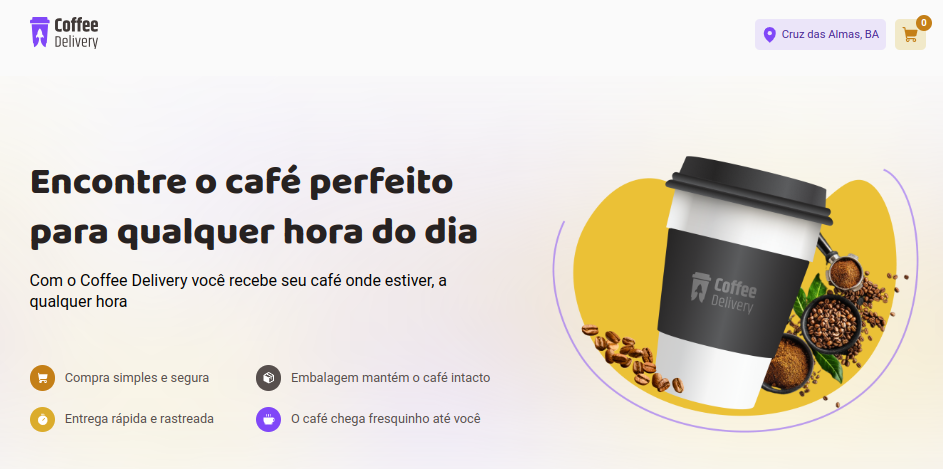 Coffee
Delivery
Cruz das Almas, BA
0
Encontre o café perfeito
para qualquer hora do dia
Com o Coffee Delivery você recebe seu café onde estiver, a
qualquer hora
Compra simples e segura
Embalagem mantém o café intacto
Entrega rápida e rastreada
O café chega fresquinho até você
Coffee
Delivery